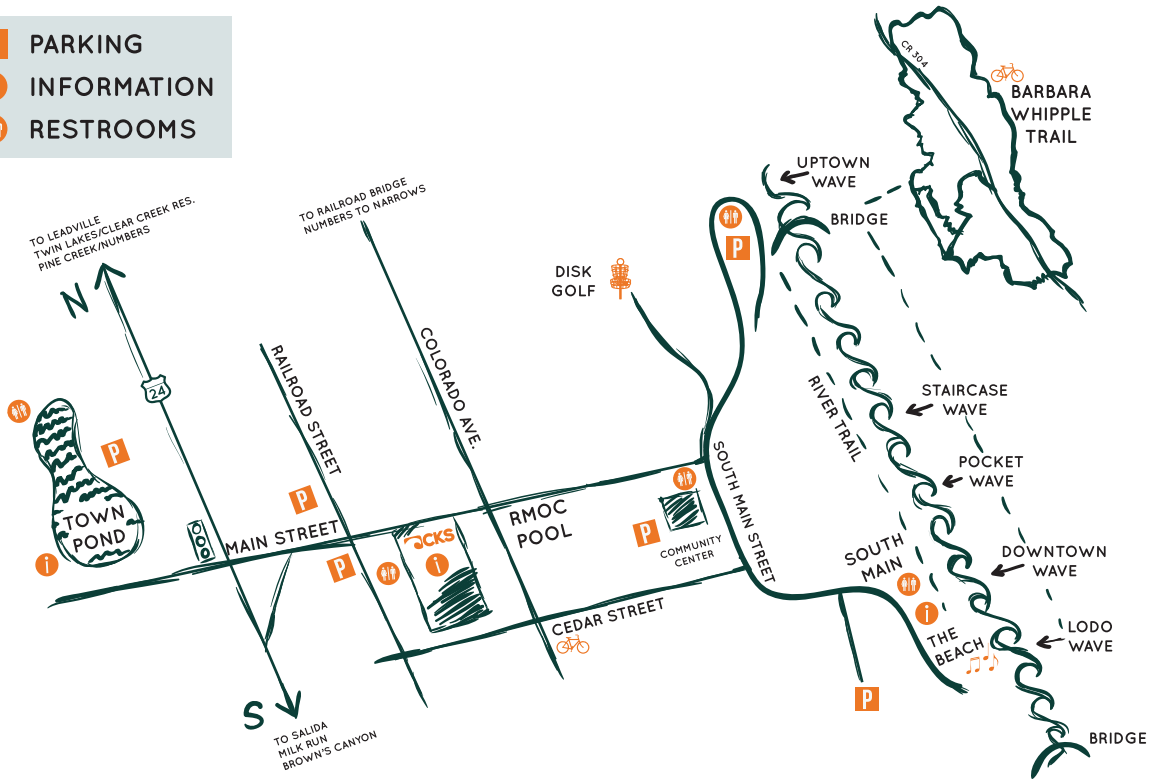 PARKING
INFORMATION
RESTROOMS
CR 304
BARBARA
WHIPPLE
TRAIL
UPTOWN
WAVE
BRIDGE
TO LEADVILLE
TWIN LAKES/CLEAR CREEK RES.
PINE CREEK/NUMBERS
N
TO RAILROAD BRIDGE
NUMBERS TO NARROWS
P
DISK
GOLF
24
RAILROAD STREET
COLORADO AVE.
RIVER TRAIL
STAIRCASE
WAVE
P
SOUTH MAIN STREET
POCKET
WAVE
P
TOWN
POND
i
MAIN STREET
P
CKS
i
RMOC
POOL
P
COMMUNITY
CENTER
SOUTH
MAIN
i
DOWNTOWN
WAVE
CEDAR STREET
THE
BEACH
LODO
WAVE
P
S
TO SALIDA
MILK RUN
BROWN'S CANYON
BRIDGE